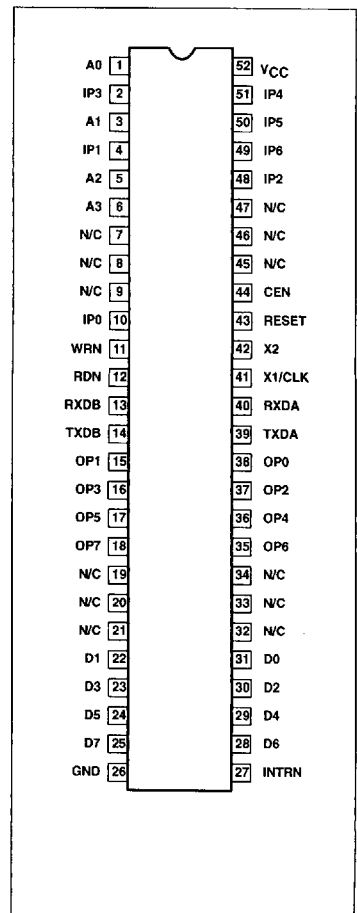 A0 1 52 VCC
IP3 2 51 IP4
A1 3 50 IP5
IP1 4 49 IP6
A2 5 48 IP2
A3 6 47 N/C
N/C 7 46 N/C
N/C 8 45 N/C
N/C 9 44 CEN
IP0 10 43 RESET
WRN 11 42 X2
RDN 12 41 X1/CLK
RXDB 13 40 RXDA
TXDB 14 39 TXDA
OP1 15 38 OP0
OP3 16 37 OP2
OP5 17 36 OP4
OP7 18 35 OP6
N/C 19 34 N/C
N/C 20 33 N/C
N/C 21 32 N/C
D1 22 31 D0
D3 23 30 D2
D5 24 29 D4
D7 25 28 D6
GND 26 27 INTRN